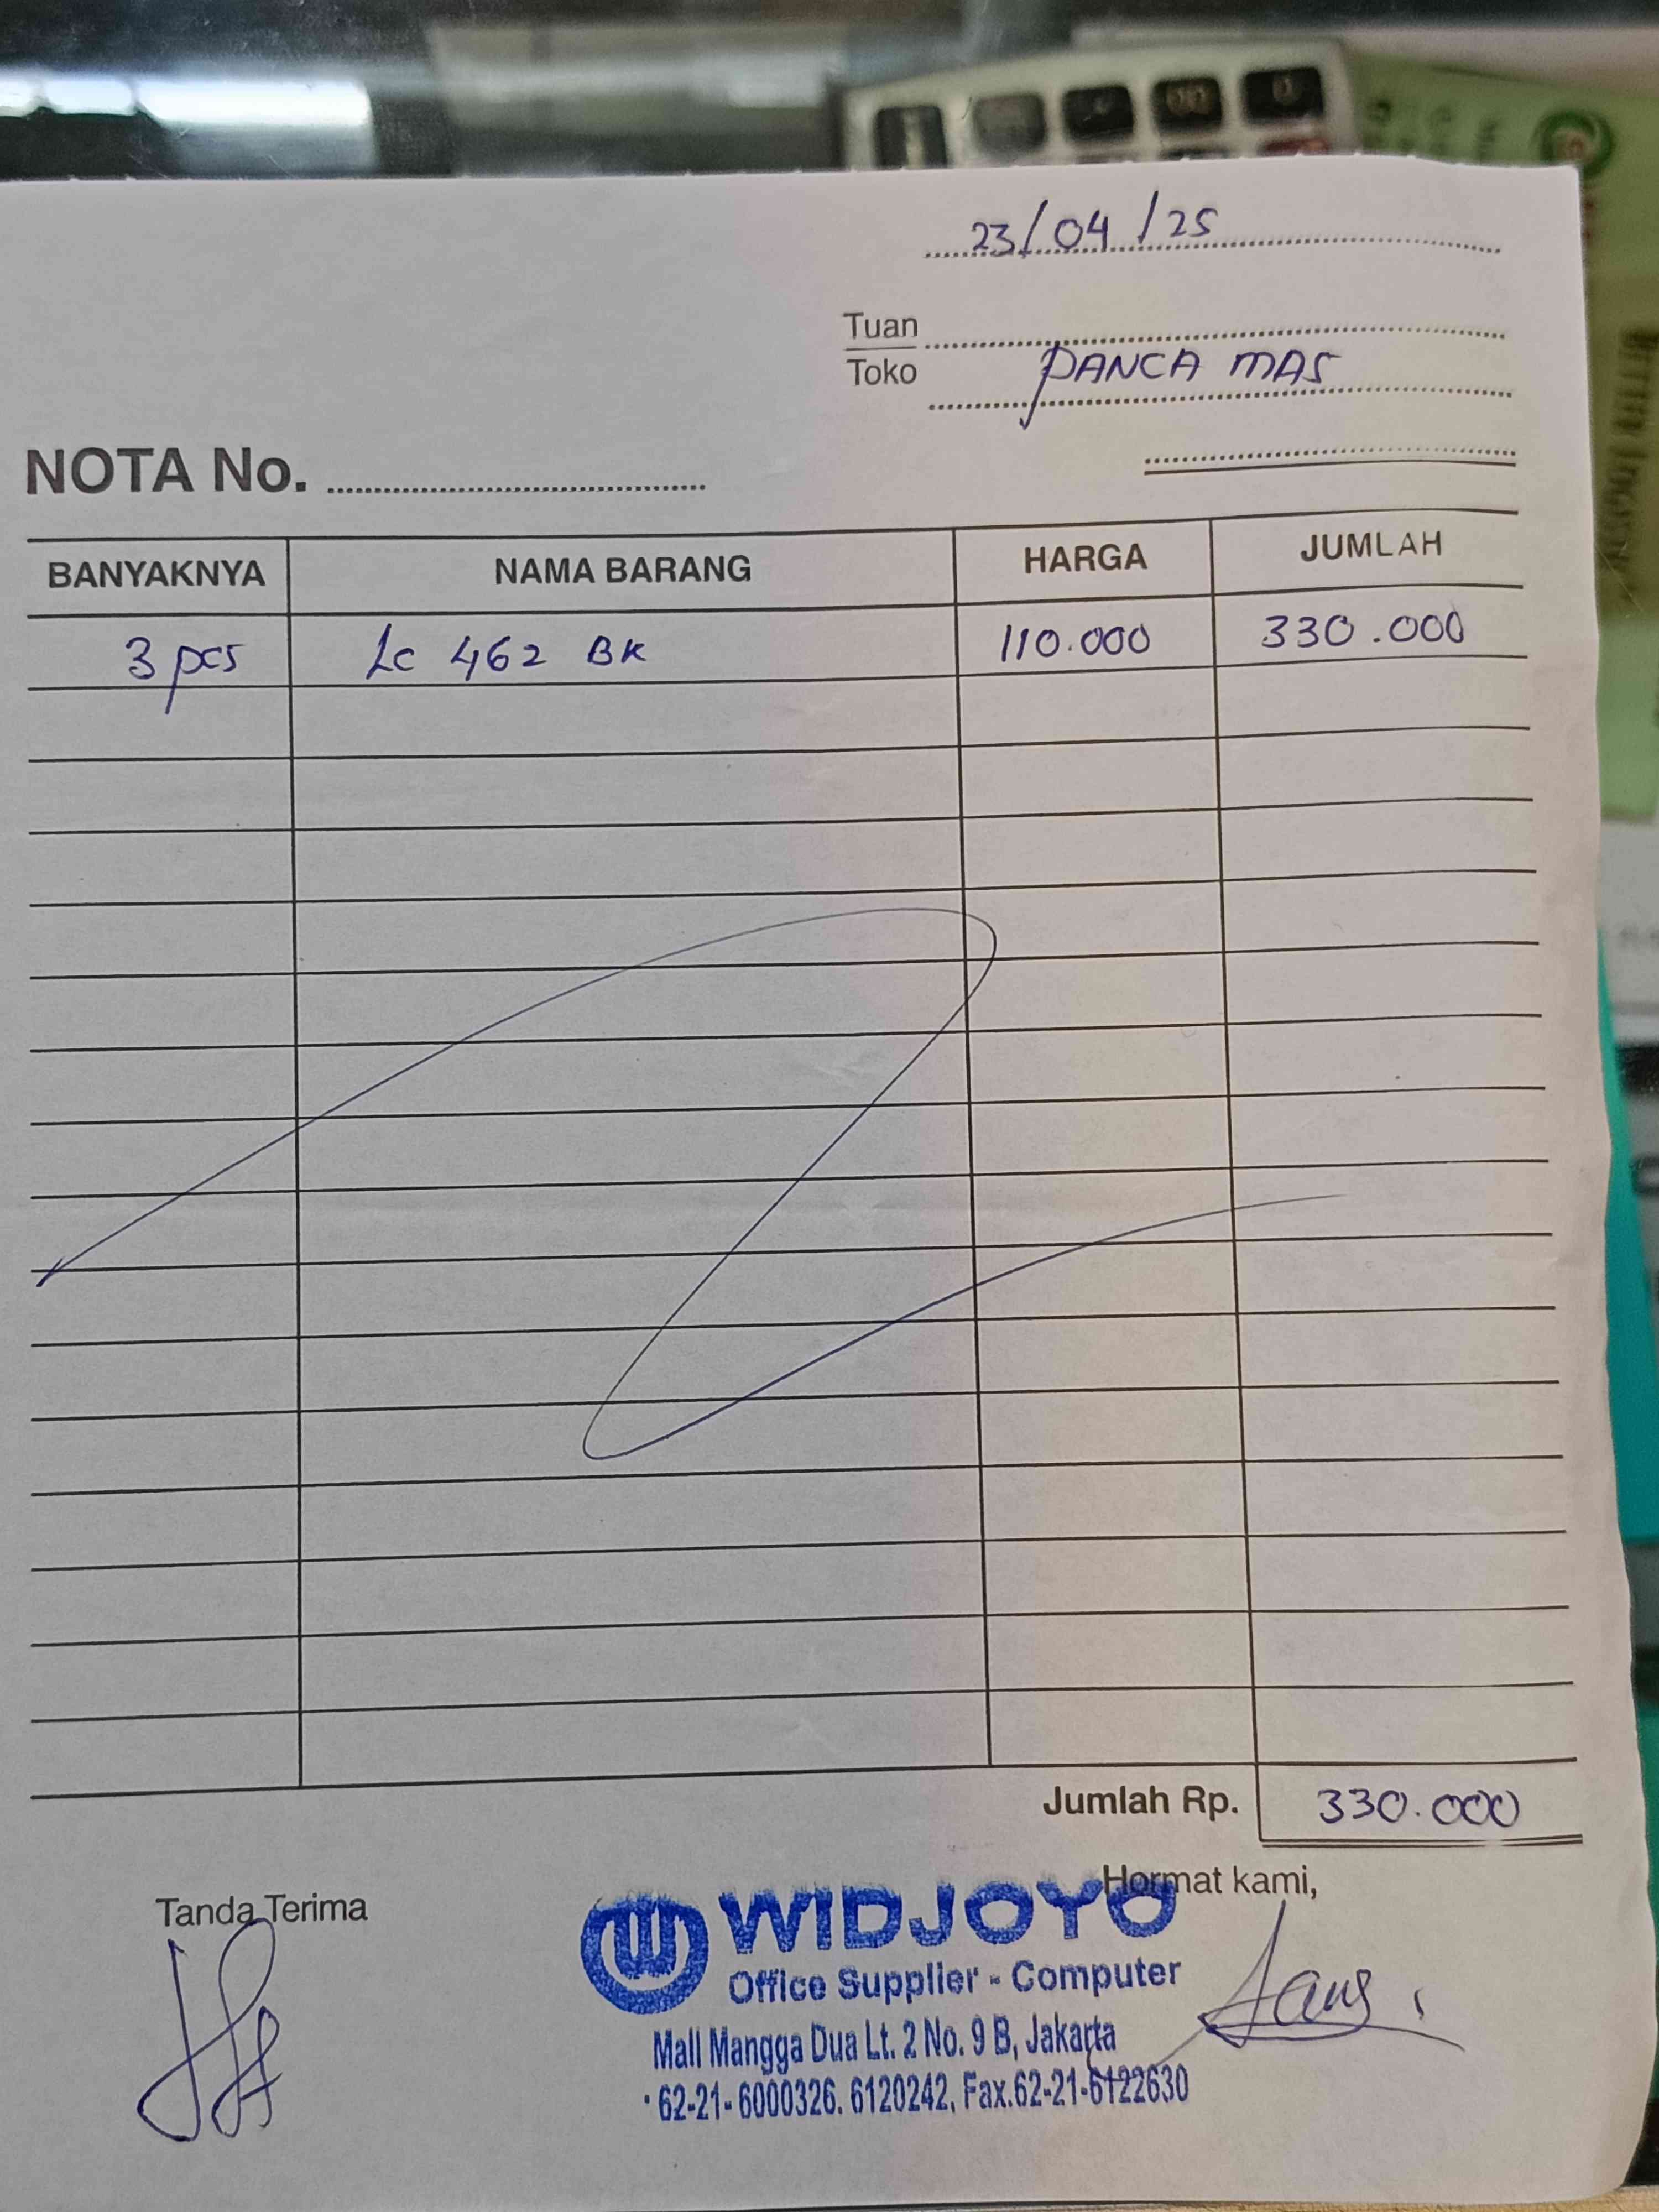 23/04/25
Tuan
Toko PANCA MAS
NOTA No.
BANYAKNYA NAMA BARANG HARGA JUMLAH
3 pcs Lc 462 BK 110.000 330.000
Jumlah Rp. 330.000
Tanda Terima Hormat kami,
WIDJOYO
Office Supplier - Computer
Mall Mangga Dua Lt. 2 No. 9 B, Jakarta
62-21-6000326. 6120242, Fax.62-21-6122630